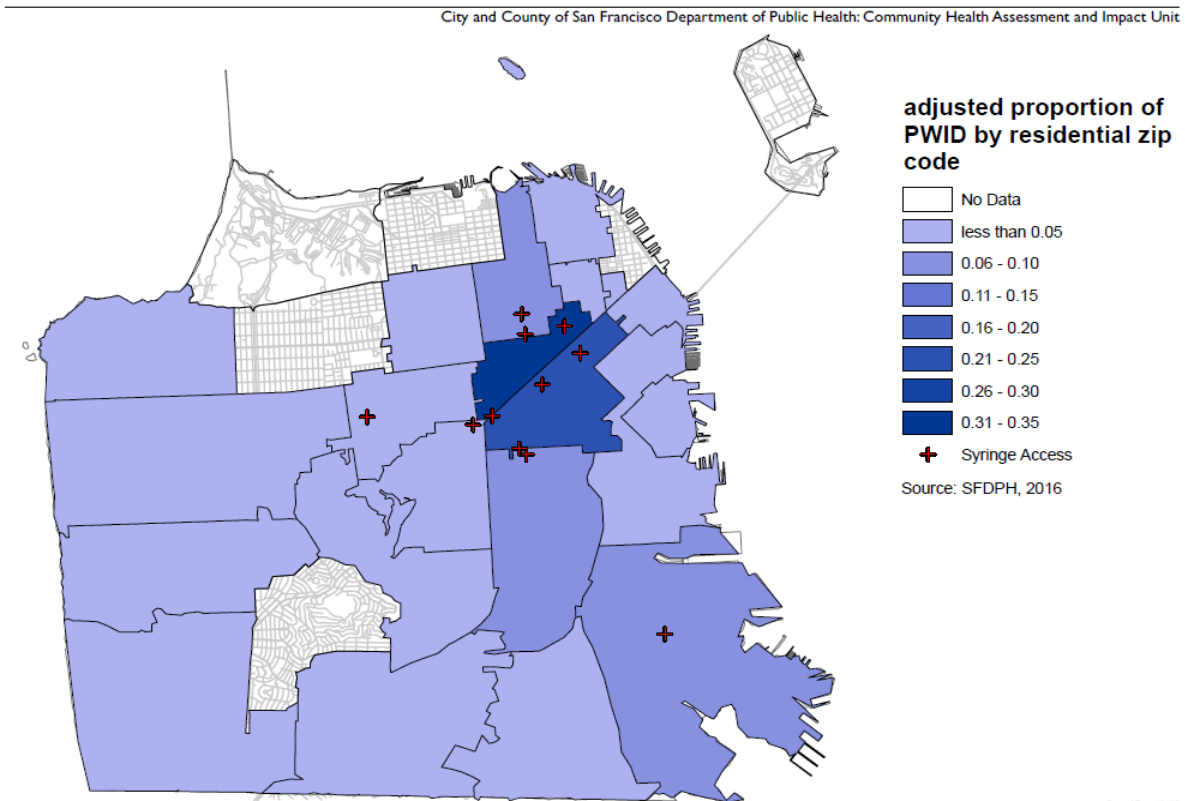 City and County of San Francisco Department of Public Health: Community Health Assessment and Impact Unit
adjusted proportion of
PWID by residential zip
code
No Data
less than 0.05
0.06 - 0.10
0.11 - 0.15
0.16 - 0.20
0.21 - 0.25
0.26 - 0.30
0.31 - 0.35
Syringe Access
Source: SFDPH, 2016